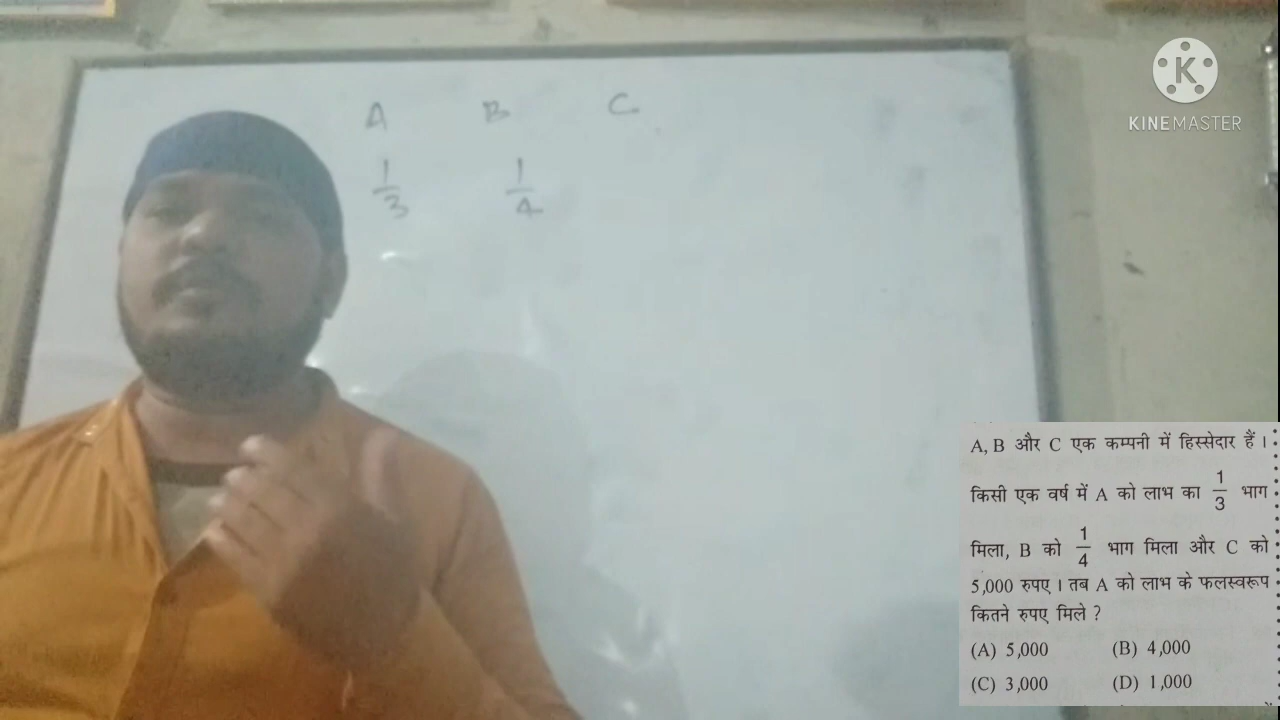 A B C
1/3 1/4
KINEMASTER
A, B और C एक कम्पनी में हिस्सेदार हैं ।
किसी एक वर्ष में A को लाभ का 1/3 भाग
मिला, B को 1/4 भाग मिला और C को
5,000 रुपए । तब A को लाभ के फलस्वरूप
कितने रुपए मिले ?
(A) 5,000 (B) 4,000
(C) 3,000 (D) 1,000